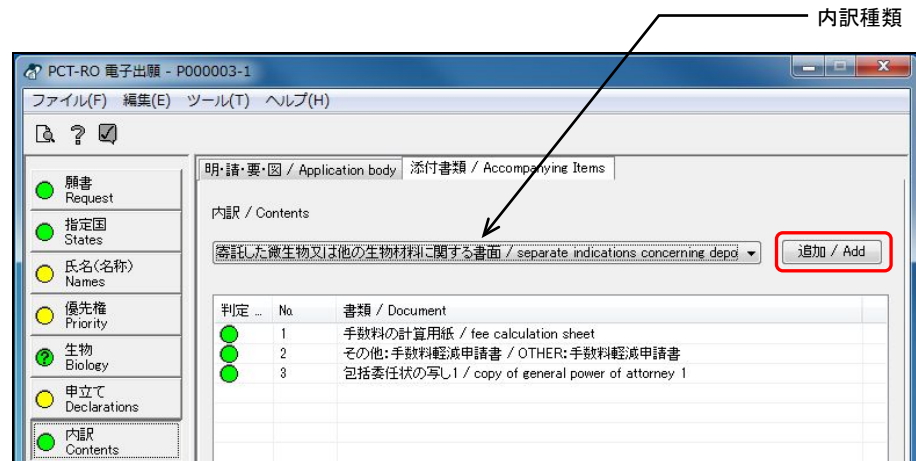 内訳種類
PCT-RO 電子出願 - P000003-1
ファイル(F) 編集(E) ツール(T) ヘルプ(H)
願書
Request
指定国
States
氏名(名称)
Names
優先権
Priority
生物
Biology
申立て
Declarations
内訳
Contents
明・請・要・図 / Application body 添付書類 / Accompanying Items
内訳 / Contents
寄託した微生物又は他の生物材料に関する書面 / separate indications concerning depo
追加 / Add
判定 ... No. 書類 / Document
1 手数料の計算用紙 / fee calculation sheet
2 その他:手数料軽減申請書 / OTHER:手数料軽減申請書
3 包括委任状の写し1 / copy of general power of attorney 1